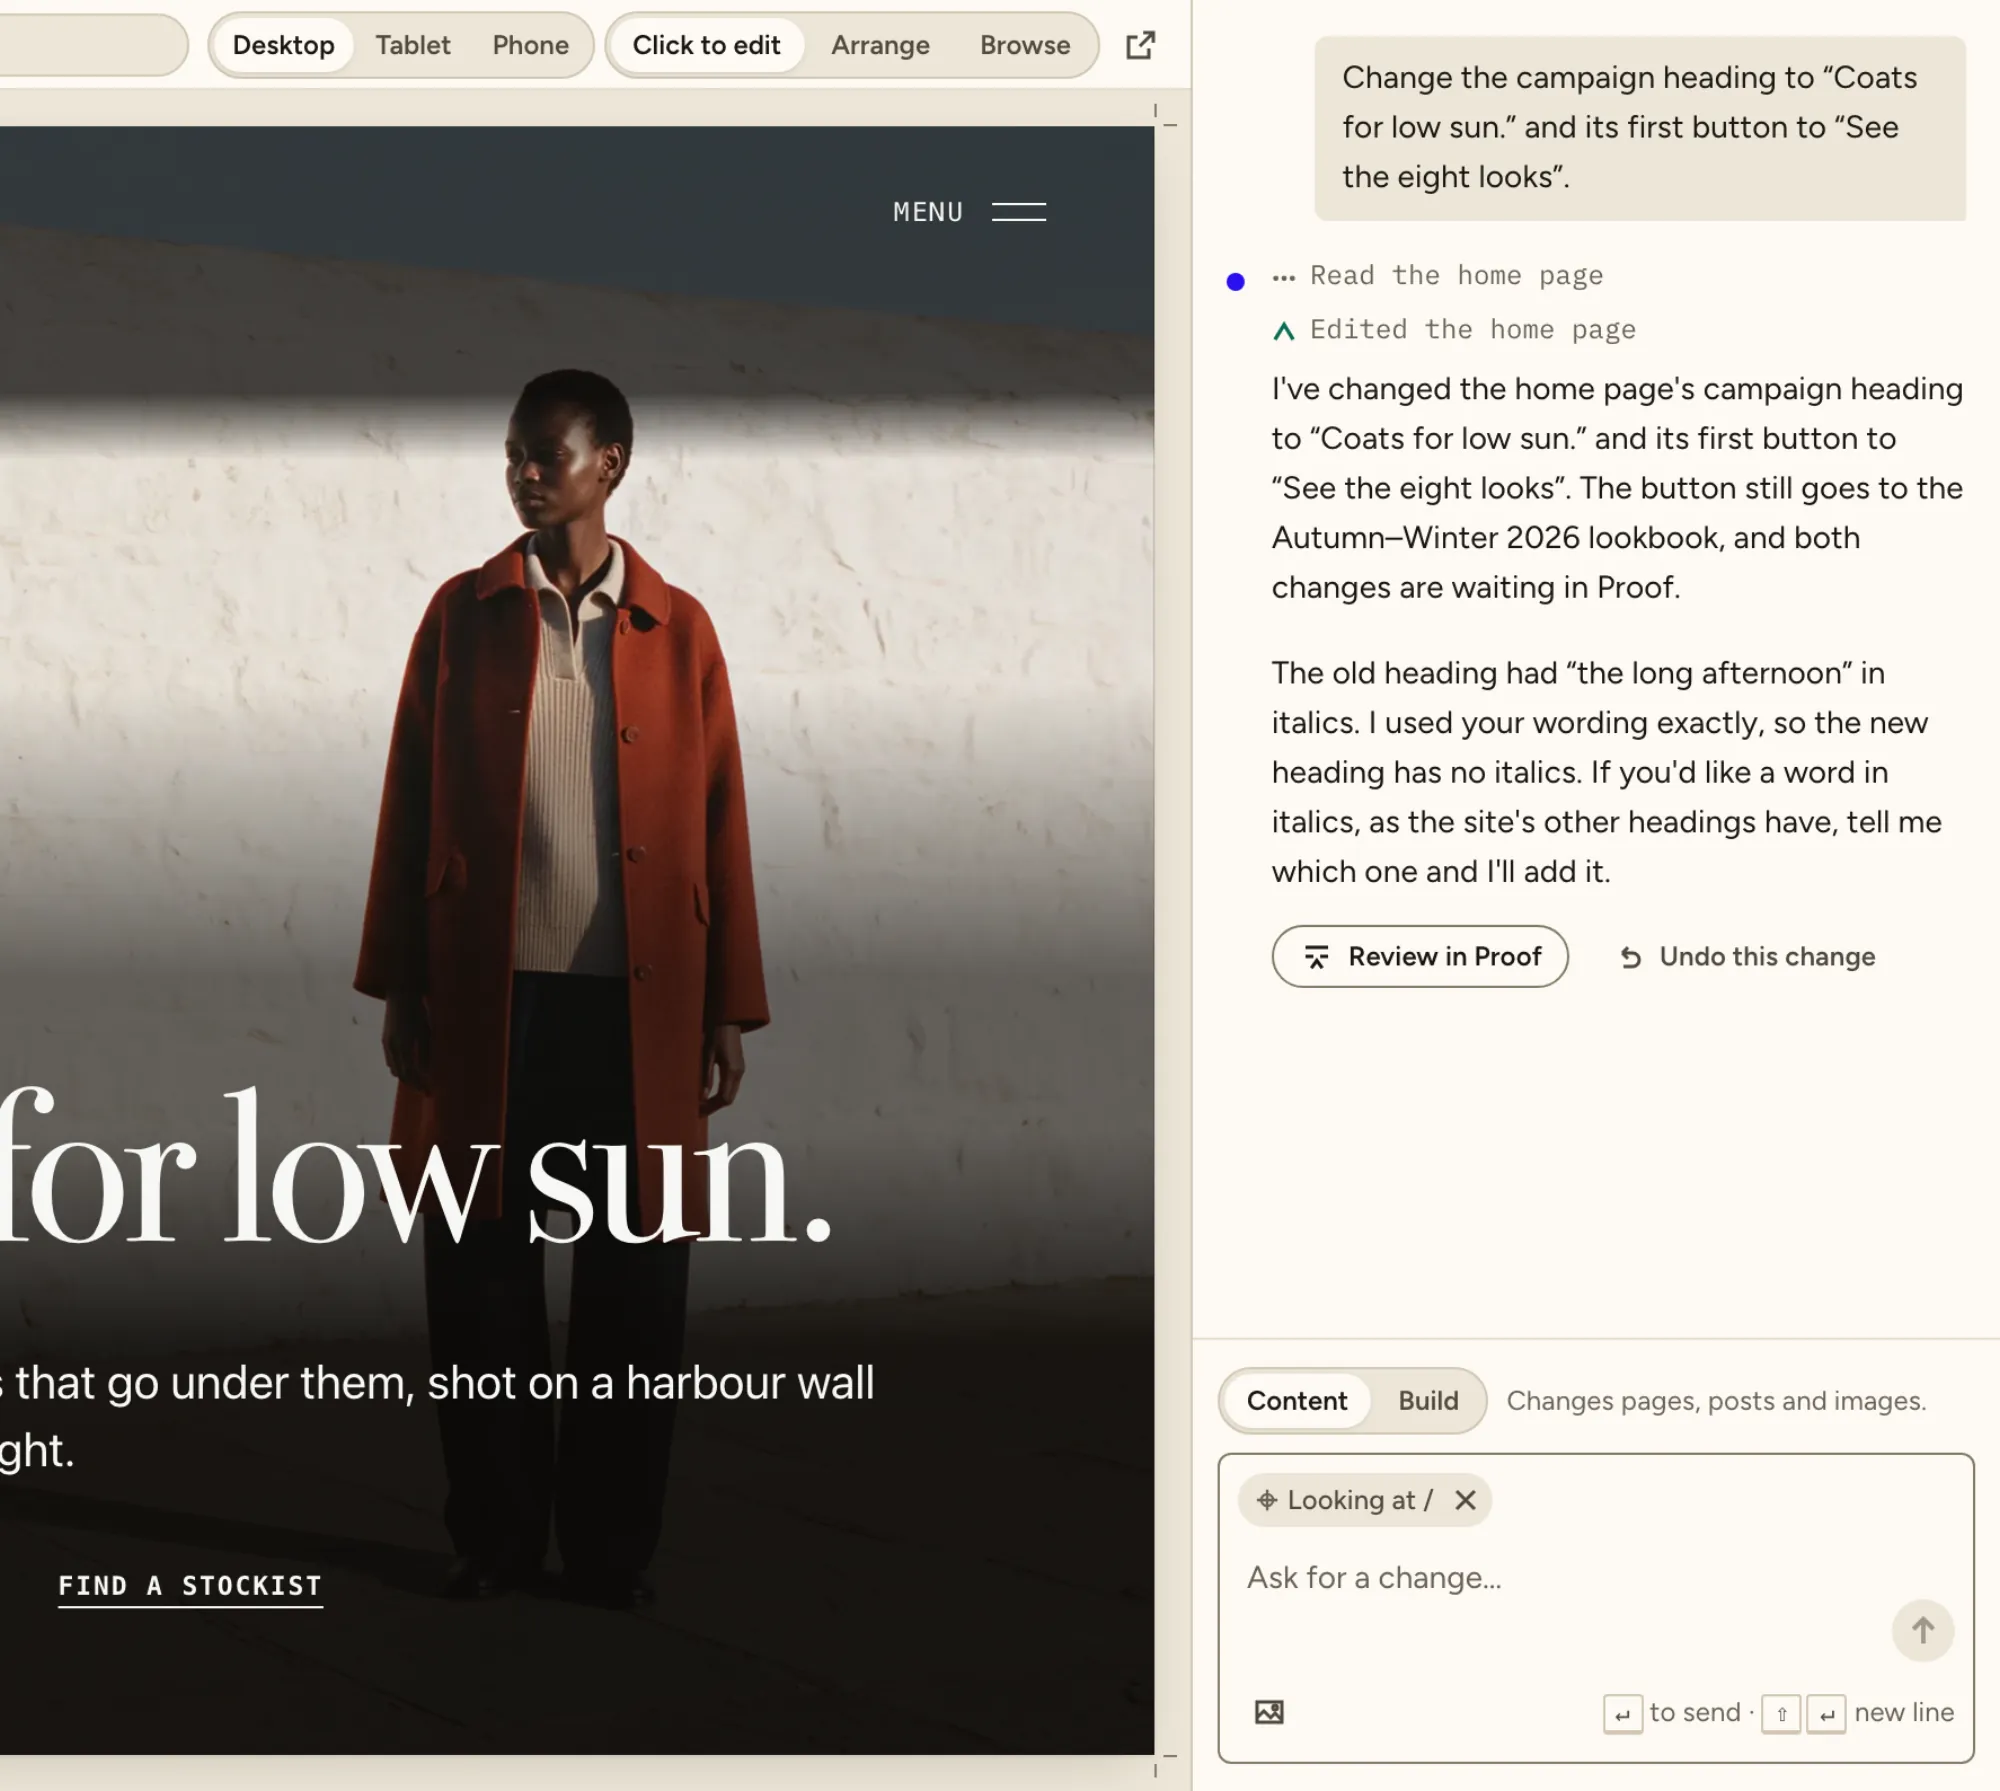 Desktop
Tablet
Phone
Click to edit
Arrange
Browse
MENU
for low sun.
that go under them, shot on a harbour wall
FIND A STOCKIST
Change the campaign heading to “Coats
for low sun.” and its first button to “See
the eight looks”.
Read the home page
Edited the home page
I've changed the home page's campaign heading
to “Coats for low sun.” and its first button to
“See the eight looks”. The button still goes to the
Autumn–Winter 2026 lookbook, and both
changes are waiting in Proof.
The old heading had “the long afternoon” in
italics. I used your wording exactly, so the new
heading has no italics. If you'd like a word in
italics, as the site's other headings have, tell me
which one and I'll add it.
Review in Proof
Undo this change
Content
Build
Changes pages, posts and images.
Looking at /
Ask for a change...
↵ to send · ⇧ ↵ new line